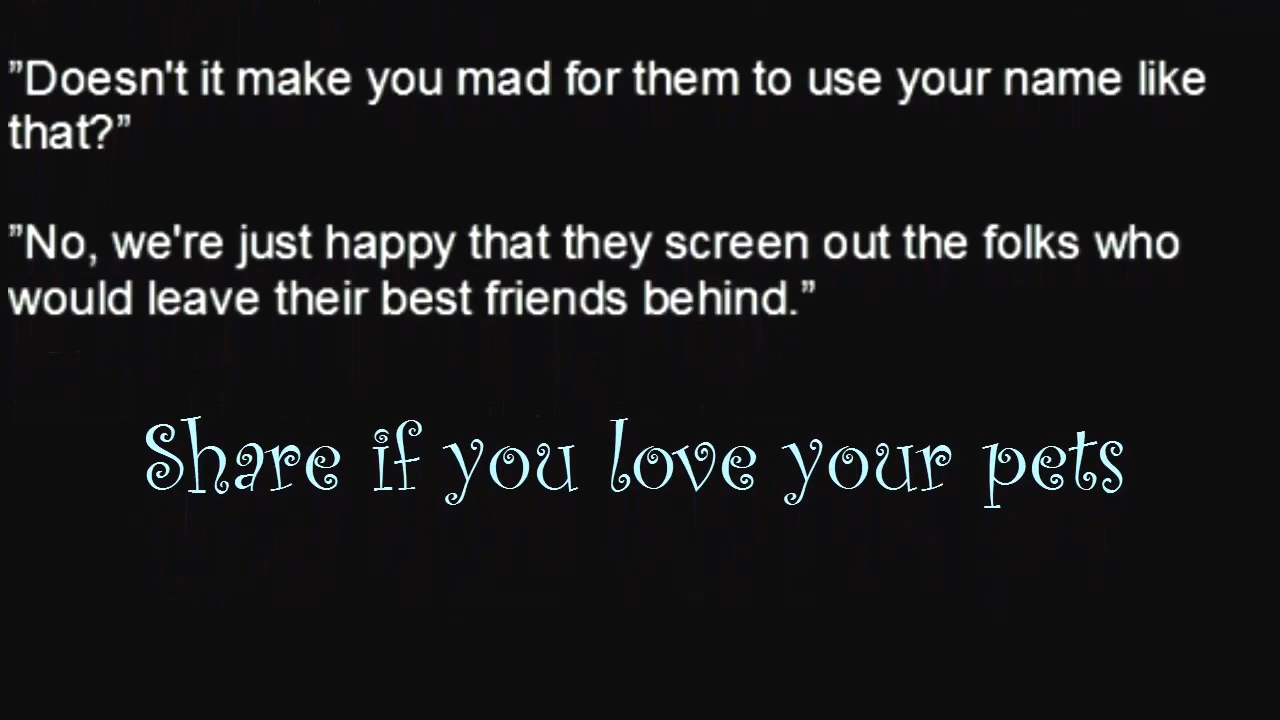 ”Doesn't it make you mad for them to use your name like
that?”
”No, we're just happy that they screen out the folks who
would leave their best friends behind.”
Share if you love your pets